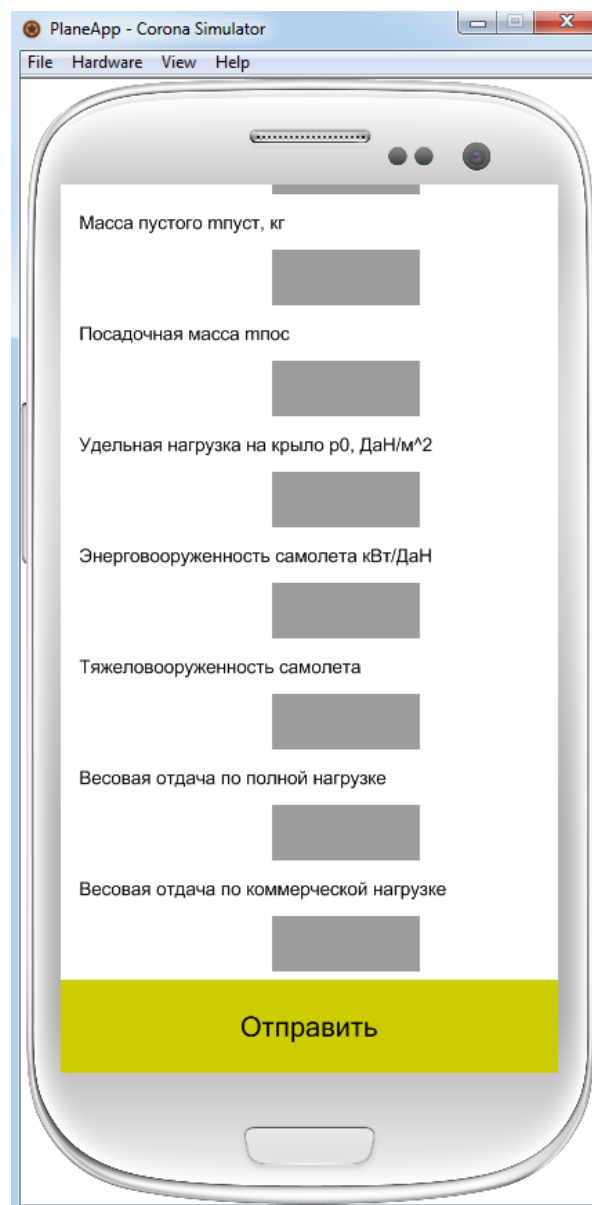 PlaneApp - Corona Simulator
File Hardware View Help
Масса пустого mпуст, кг
Посадочная масса mпос
Удельная нагрузка на крыло p0, ДаН/м^2
Энерговооруженность самолета кВт/ДаН
Тяжеловооруженность самолета
Весовая отдача по полной нагрузке
Весовая отдача по коммерческой нагрузке
Отправить